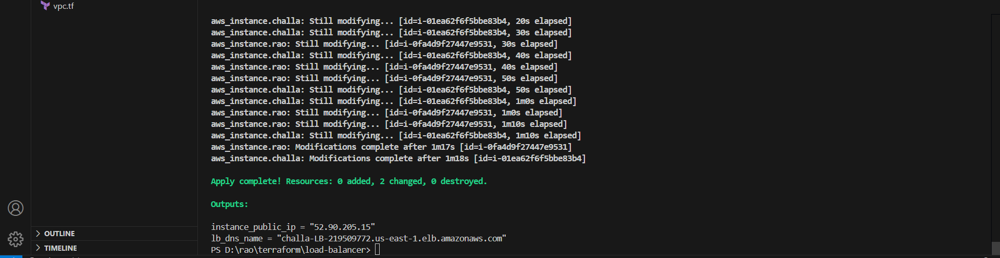 vpc.tf
aws_instance.challa: Still modifying... [id=i-01ea62f6f5bbe83b4, 20s elapsed]
aws_instance.challa: Still modifying... [id=i-01ea62f6f5bbe83b4, 30s elapsed]
aws_instance.rao: Still modifying... [id=i-0fa4d9f27447e9531, 30s elapsed]
aws_instance.challa: Still modifying... [id=i-01ea62f6f5bbe83b4, 40s elapsed]
aws_instance.rao: Still modifying... [id=i-0fa4d9f27447e9531, 40s elapsed]
aws_instance.rao: Still modifying... [id=i-0fa4d9f27447e9531, 50s elapsed]
aws_instance.challa: Still modifying... [id=i-01ea62f6f5bbe83b4, 50s elapsed]
aws_instance.challa: Still modifying... [id=i-01ea62f6f5bbe83b4, 1m0s elapsed]
aws_instance.rao: Still modifying... [id=i-0fa4d9f27447e9531, 1m0s elapsed]
aws_instance.rao: Still modifying... [id=i-0fa4d9f27447e9531, 1m10s elapsed]
aws_instance.challa: Still modifying... [id=i-01ea62f6f5bbe83b4, 1m10s elapsed]
aws_instance.rao: Modifications complete after 1m17s [id=i-0fa4d9f27447e9531]
aws_instance.challa: Modifications complete after 1m18s [id=i-01ea62f6f5bbe83b4]
Apply complete! Resources: 0 added, 2 changed, 0 destroyed.
Outputs:
instance_public_ip = "52.90.205.15"
lb_dns_name = "challa-LB-219509772.us-east-1.elb.amazonaws.com"
PS D:\rao\terraform\load-balancer>
OUTLINE
TIMELINE